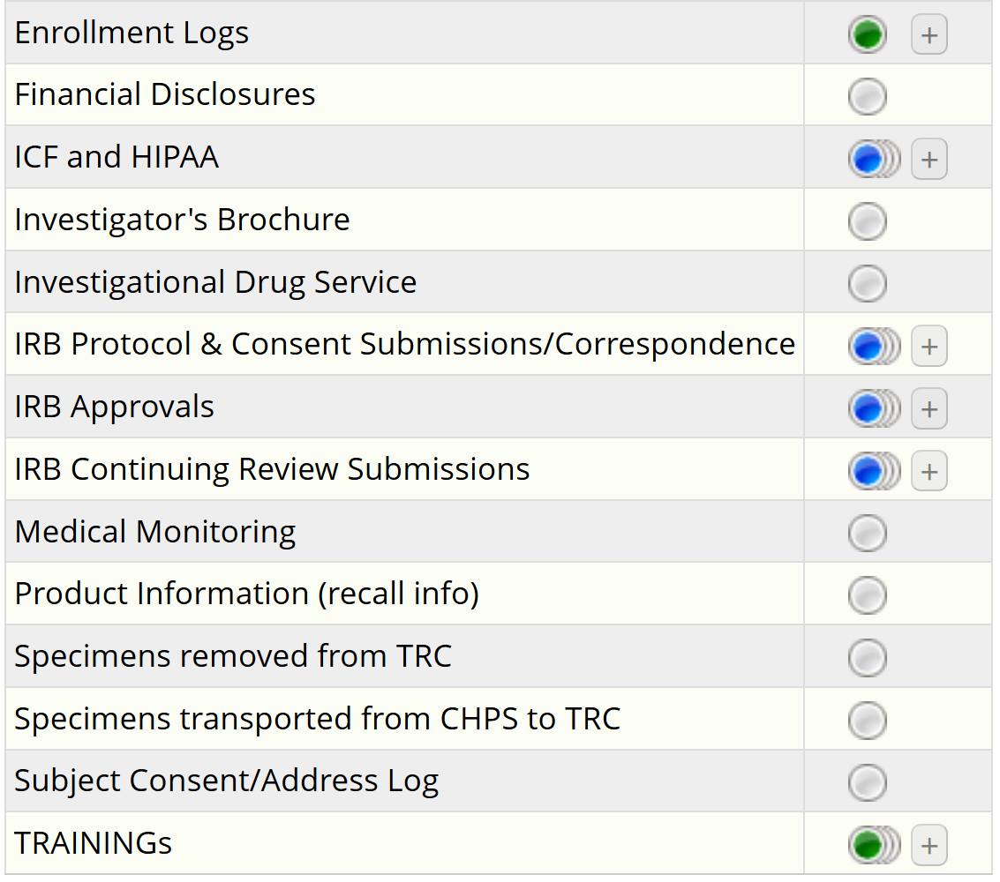 Enrollment Logs +
Financial Disclosures
ICF and HIPAA +
Investigator's Brochure
Investigational Drug Service
IRB Protocol & Consent Submissions/Correspondence +
IRB Approvals +
IRB Continuing Review Submissions +
Medical Monitoring
Product Information (recall info)
Specimens removed from TRC
Specimens transported from CHPS to TRC
Subject Consent/Address Log
TRAININGs +